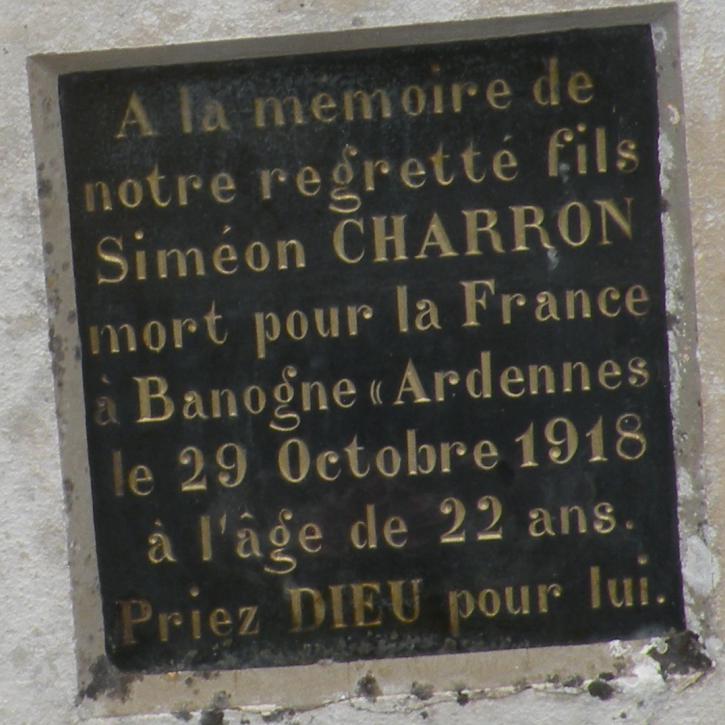 A la memoire de
notre regretté fils
Siméon CHARRON
mort pour la France
à Banogne « Ardennes
le 29 Octobre 1918
à l'âge de 22 ans.
Priez DIEU pour lui.